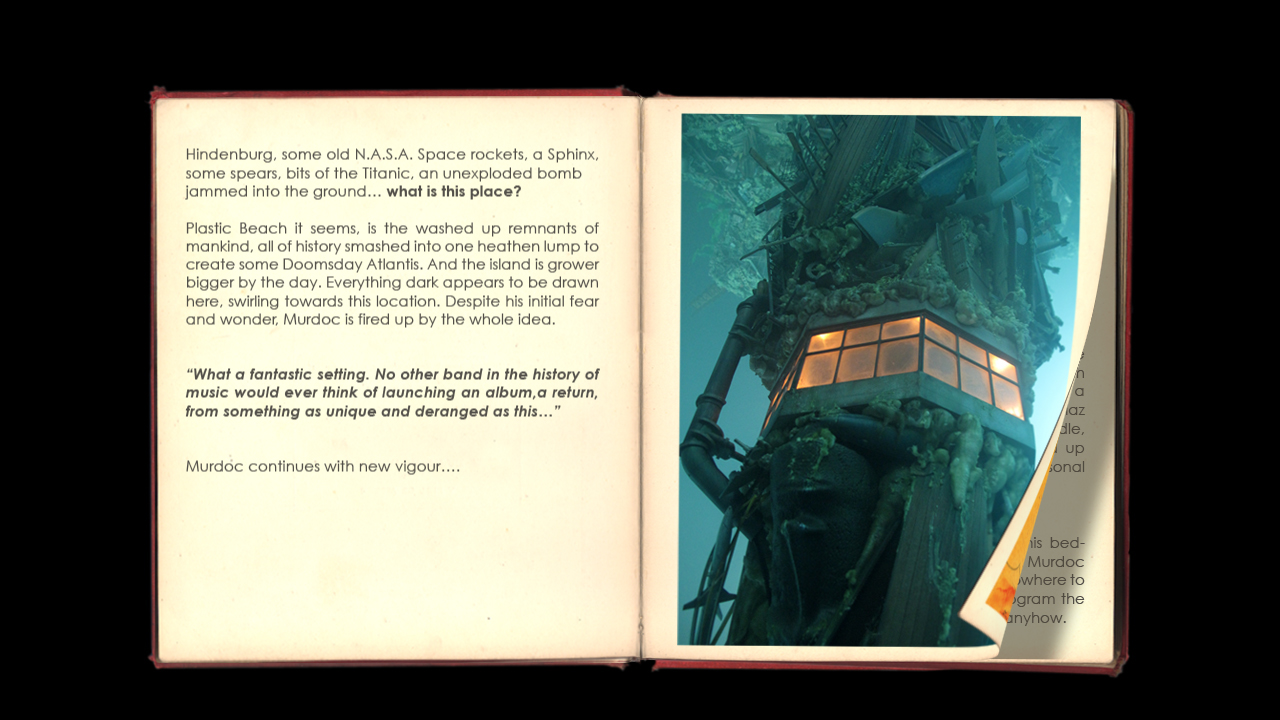 Hindenburg, some old N.A.S.A. Space rockets, a Sphinx,
some spears, bits of the Titanic, an unexploded bomb
jammed into the ground… what is this place?
Plastic Beach it seems, is the washed up remnants of
mankind, all of history smashed into one heathen lump to
create some Doomsday Atlantis. And the island is grower
bigger by the day. Everything dark appears to be drawn
here, swirling towards this location. Despite his initial fear
and wonder, Murdoc is fired up by the whole idea.
“What a fantastic setting. No other band in the history of
music would ever think of launching an album,a return,
from something as unique and deranged as this…”
Murdoc continues with new vigour….
a
up
his bed-
Murdoc
to
the
anyhow.